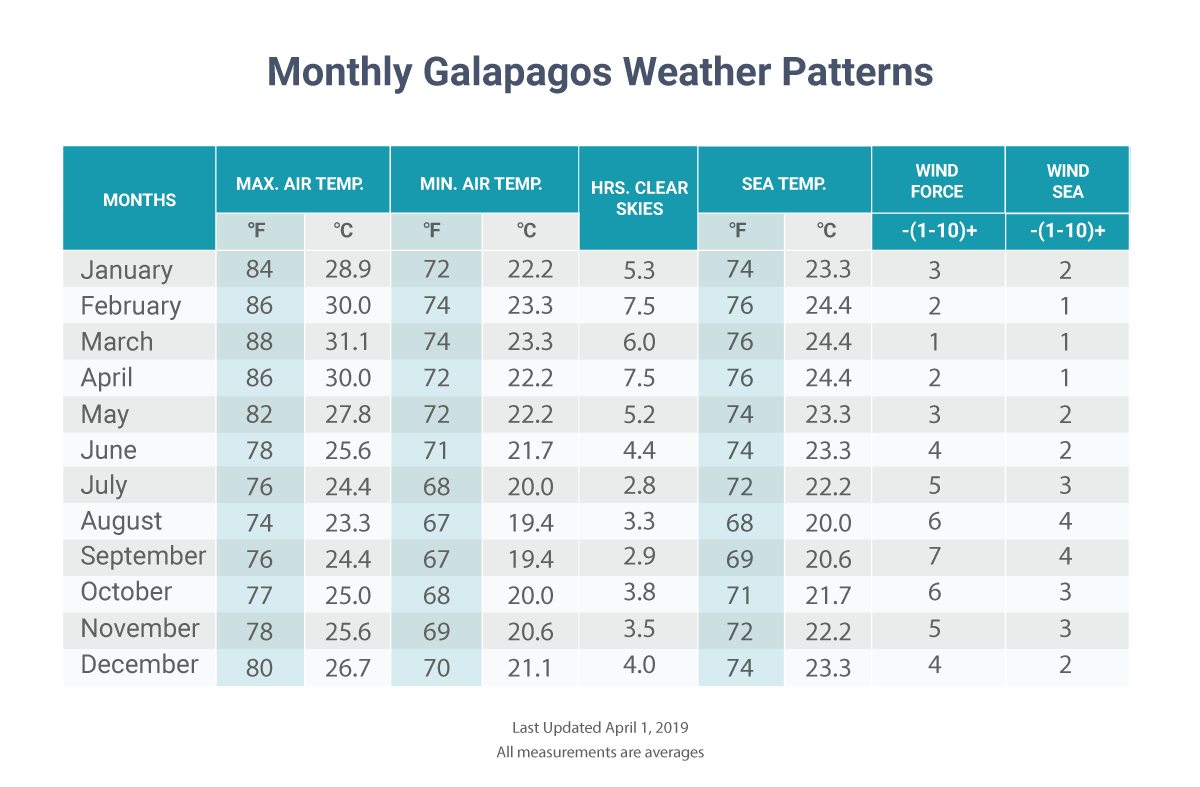 Monthly Galapagos Weather Patterns
MONTHS MAX. AIR TEMP. MIN. AIR TEMP. HRS. CLEAR SKIES SEA TEMP. WIND FORCE WIND SEA
°F °C °F °C °F °C -(1-10)+ -(1-10)+
January 84 28.9 72 22.2 5.3 74 23.3 3 2
February 86 30.0 74 23.3 7.5 76 24.4 2 1
March 88 31.1 74 23.3 6.0 76 24.4 1 1
April 86 30.0 72 22.2 7.5 76 24.4 2 1
May 82 27.8 72 22.2 5.2 74 23.3 3 2
June 78 25.6 71 21.7 4.4 74 23.3 4 2
July 76 24.4 68 20.0 2.8 72 22.2 5 3
August 74 23.3 67 19.4 3.3 68 20.0 6 4
September 76 24.4 67 19.4 2.9 69 20.6 7 4
October 77 25.0 68 20.0 3.8 71 21.7 6 3
November 78 25.6 69 20.6 3.5 72 22.2 5 3
December 80 26.7 70 21.1 4.0 74 23.3 4 2
Last Updated April 1, 2019
All measurements are averages